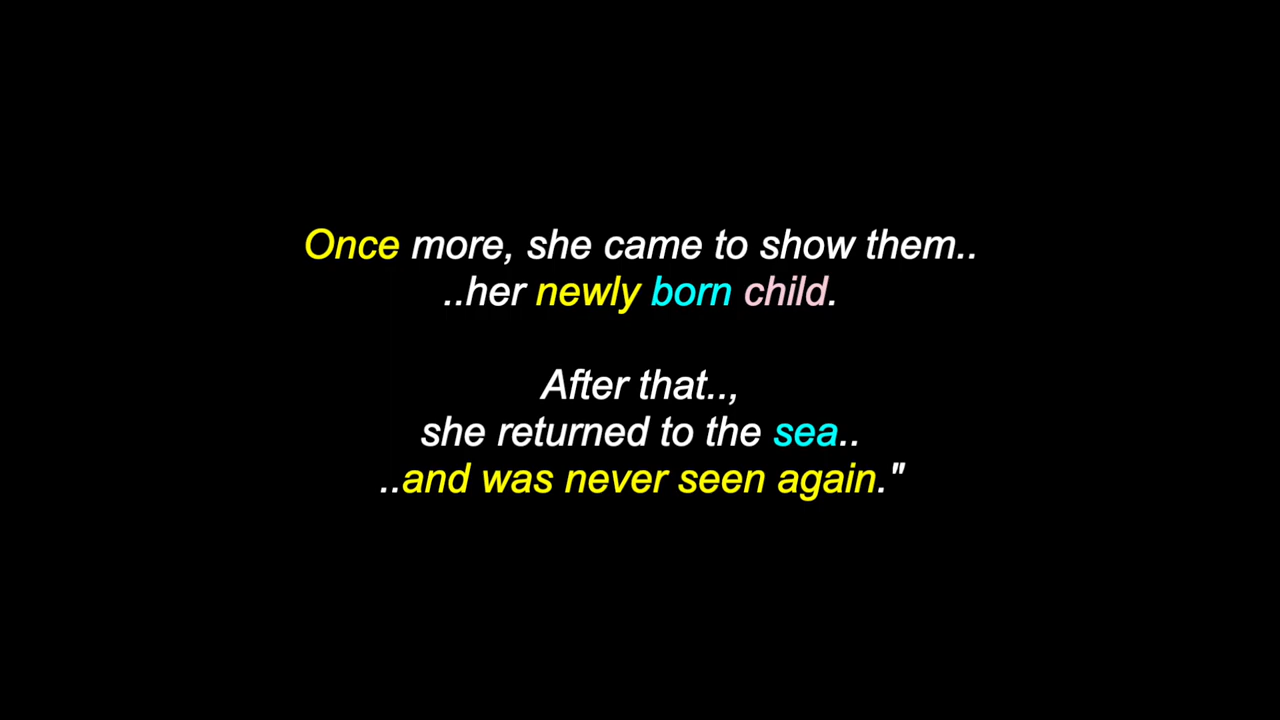 Once more, she came to show them..
..her newly born child.
After that..,
she returned to the sea..
..and was never seen again."